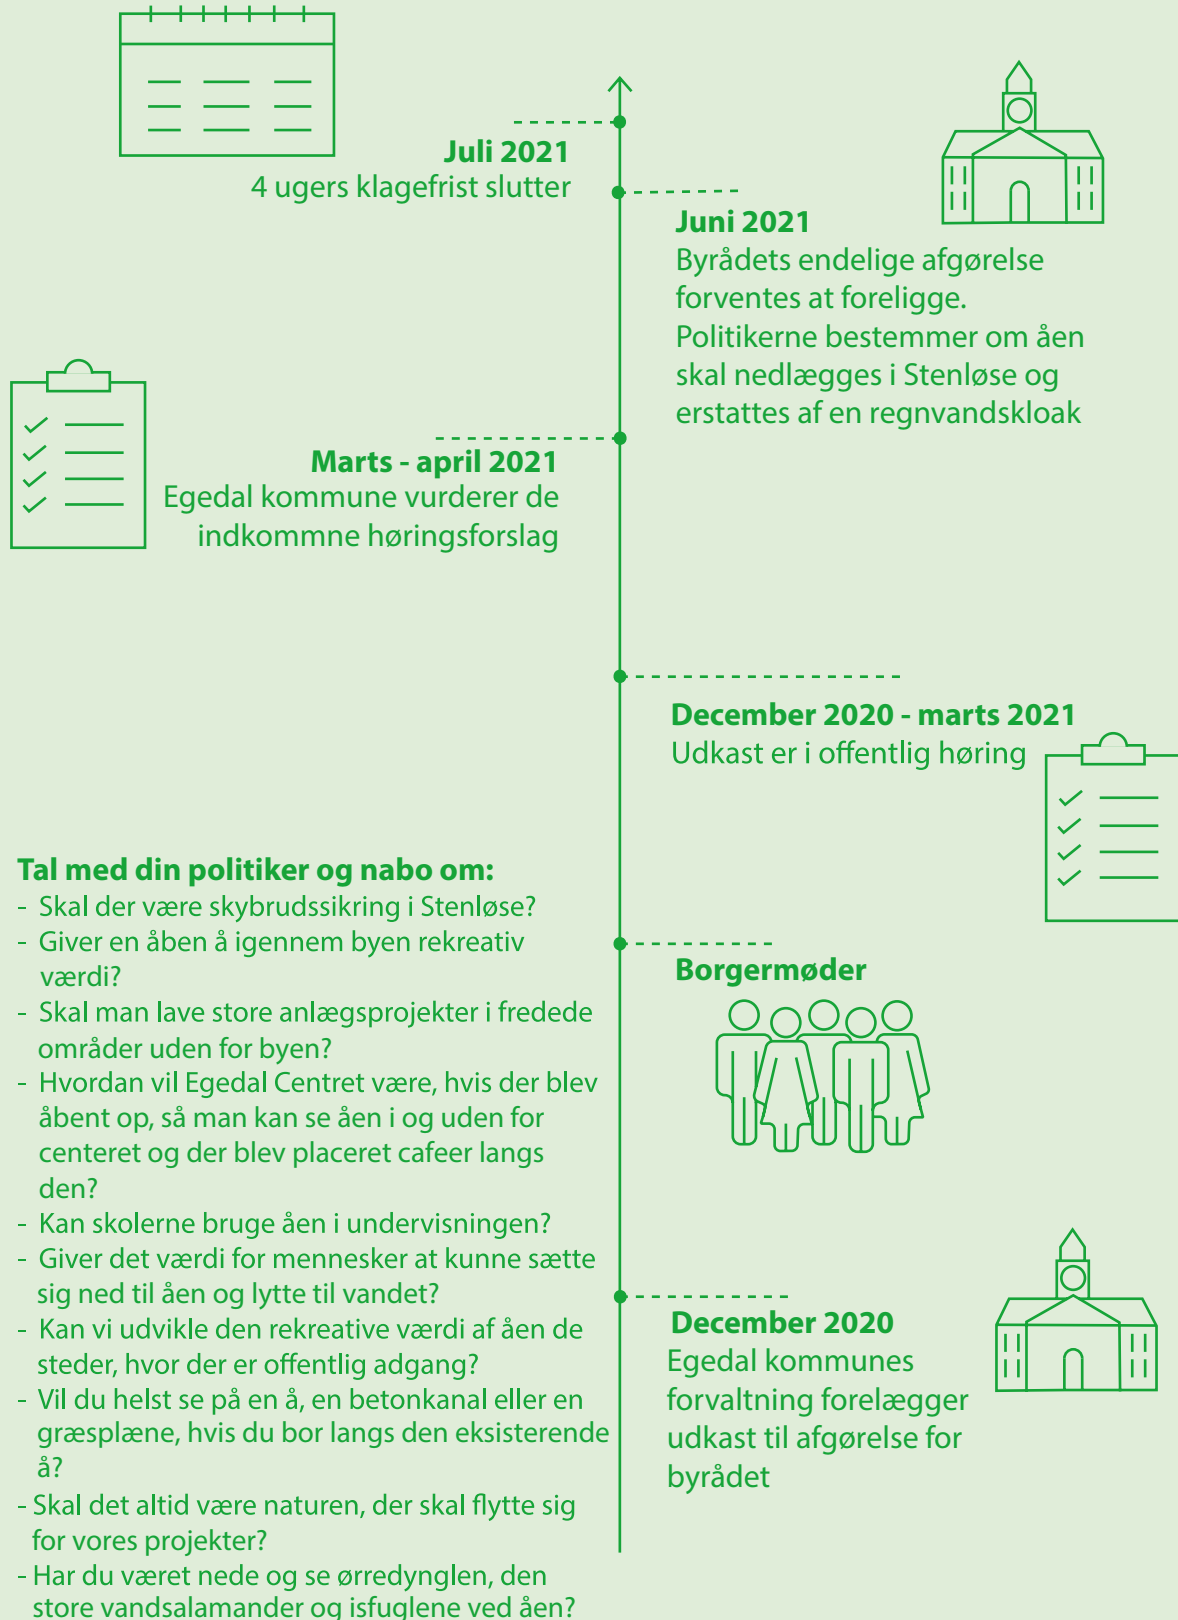 Juli 2021
4 ugers klagefrist slutter
Juni 2021
Byrådets endelige afgørelse
forventes at foreligge.
Politikerne bestemmer om åen
skal nedlægges i Stenløse og
erstattes af en regnvandskloak
Marts - april 2021
Egedal kommune vurderer de
indkommne høringsforslag
December 2020 - marts 2021
Udkast er i offentlig høring
Borgermøder
December 2020
Egedal kommunes
forvaltning forelægger
udkast til afgørelse for
byrådet
Tal med din politiker og nabo om:
- Skal der være skybrudssikring i Stenløse?
- Giver en åben å igennem byen rekreativ
værdi?
- Skal man lave store anlægsprojekter i fredede
områder uden for byen?
- Hvordan vil Egedal Centret være, hvis der blev
åbent op, så man kan se åen i og uden for
centeret og der blev placeret cafeer langs
den?
- Kan skolerne bruge åen i undervisningen?
- Giver det værdi for mennesker at kunne sætte
sig ned til åen og lytte til vandet?
- Kan vi udvikle den rekreative værdi af åen de
steder, hvor der er offentlig adgang?
- Vil du helst se på en å, en betonkanal eller en
græsplæne, hvis du bor langs den eksisterende
å?
- Skal det altid være naturen, der skal flytte sig
for vores projekter?
- Har du været nede og se ørredynglen, den
store vandsalamander og isfuglene ved åen?